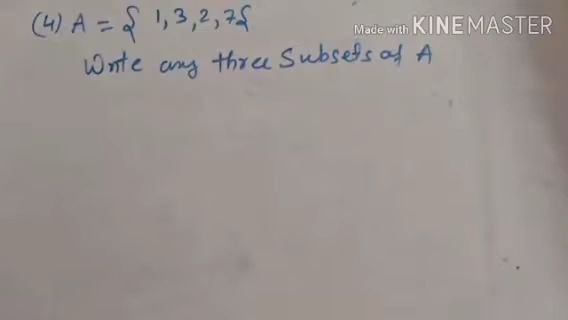 (4) A = { 1, 3, 2, 7{
Made with KINEMASTER
Write any three Subsets of A